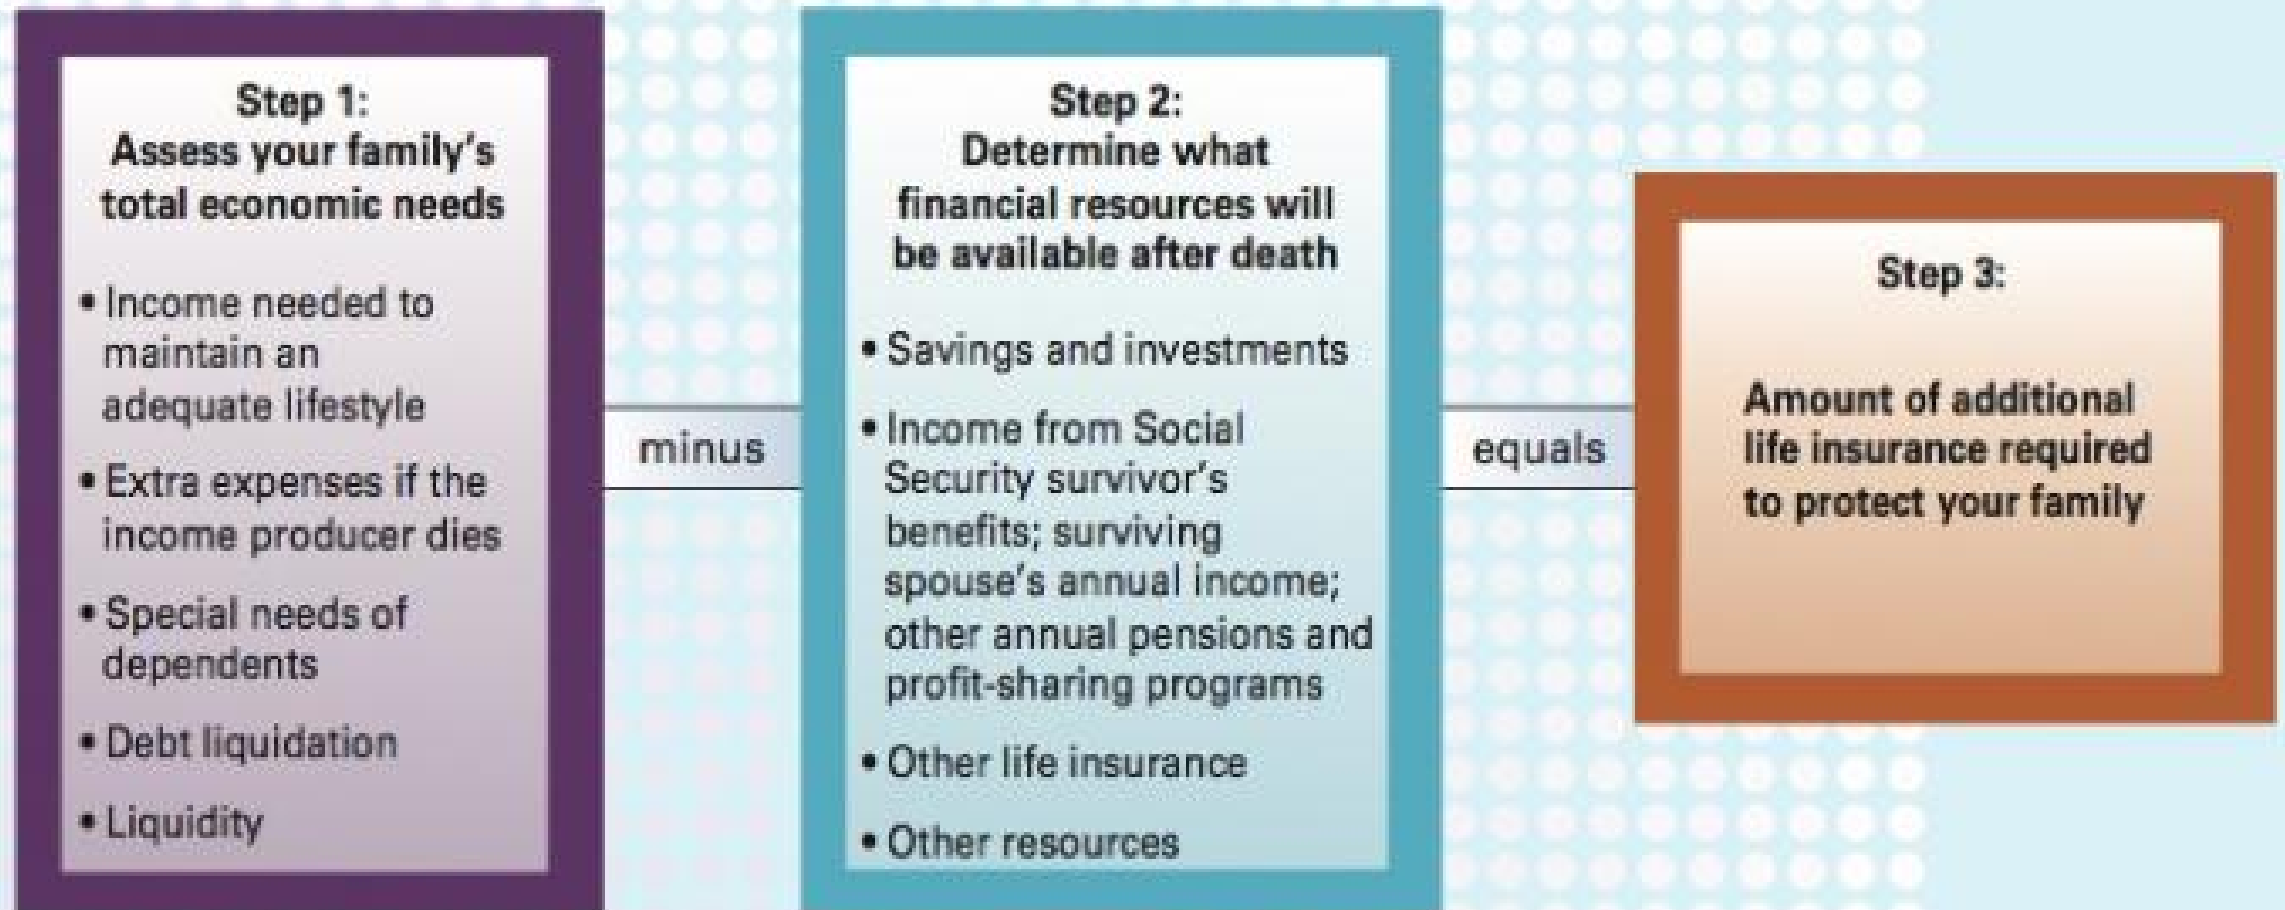 Step 1:
Assess your family's
total economic needs
• Income needed to
maintain an
adequate lifestyle
• Extra expenses if the
income producer dies
• Special needs of
dependents
• Debt liquidation
• Liquidity
minus
Step 2:
Determine what
financial resources will
be available after death
• Savings and investments
• Income from Social
Security survivor's
benefits; surviving
spouse's annual income;
other annual pensions and
profit-sharing programs
• Other life insurance
• Other resources
equals
Step 3:
Amount of additional
life insurance required
to protect your family